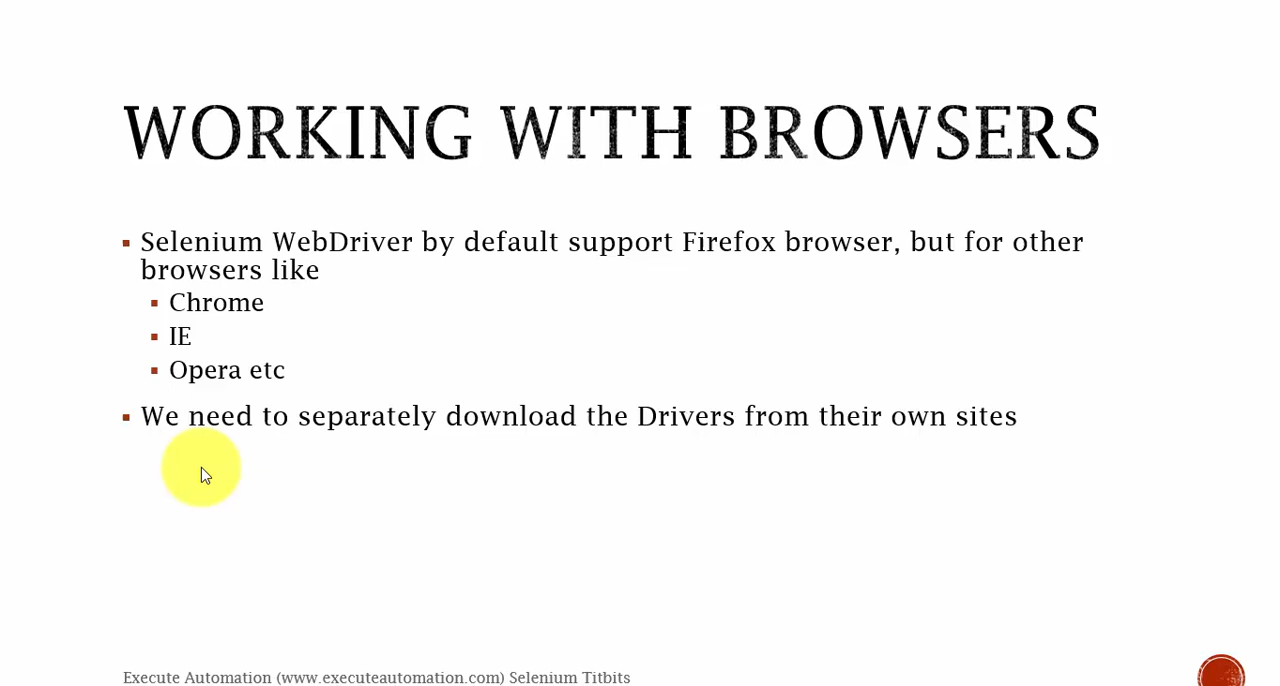 WORKING WITH BROWSERS
Selenium WebDriver by default support Firefox browser, but for other
browsers like
Chrome
IE
Opera etc
We need to separately download the Drivers from their own sites
Execute Automation (www.executeautomation.com) Selenium Titbits